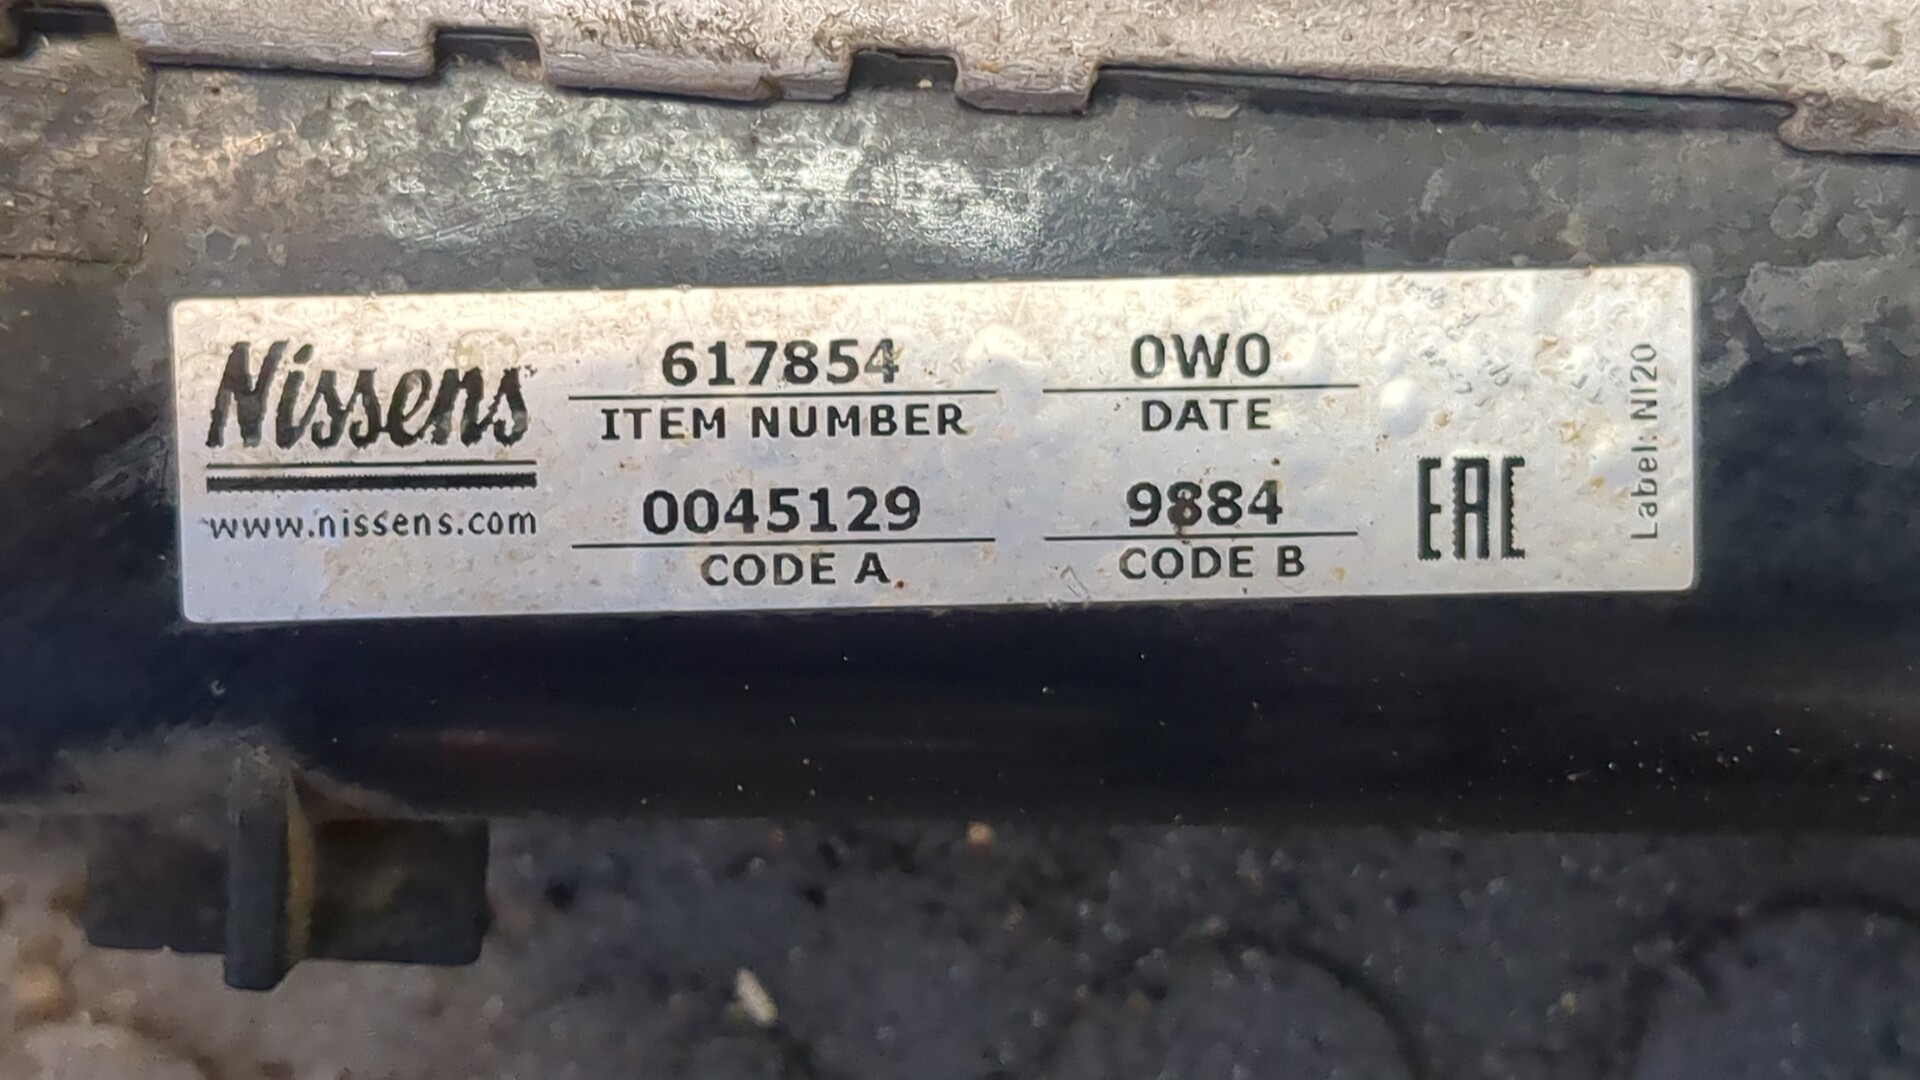 Nissens
www.nissens.com
617854
ITEM NUMBER
0045129
CODE A
0W0
DATE
9884
CODE B
EAC
Label: NI20